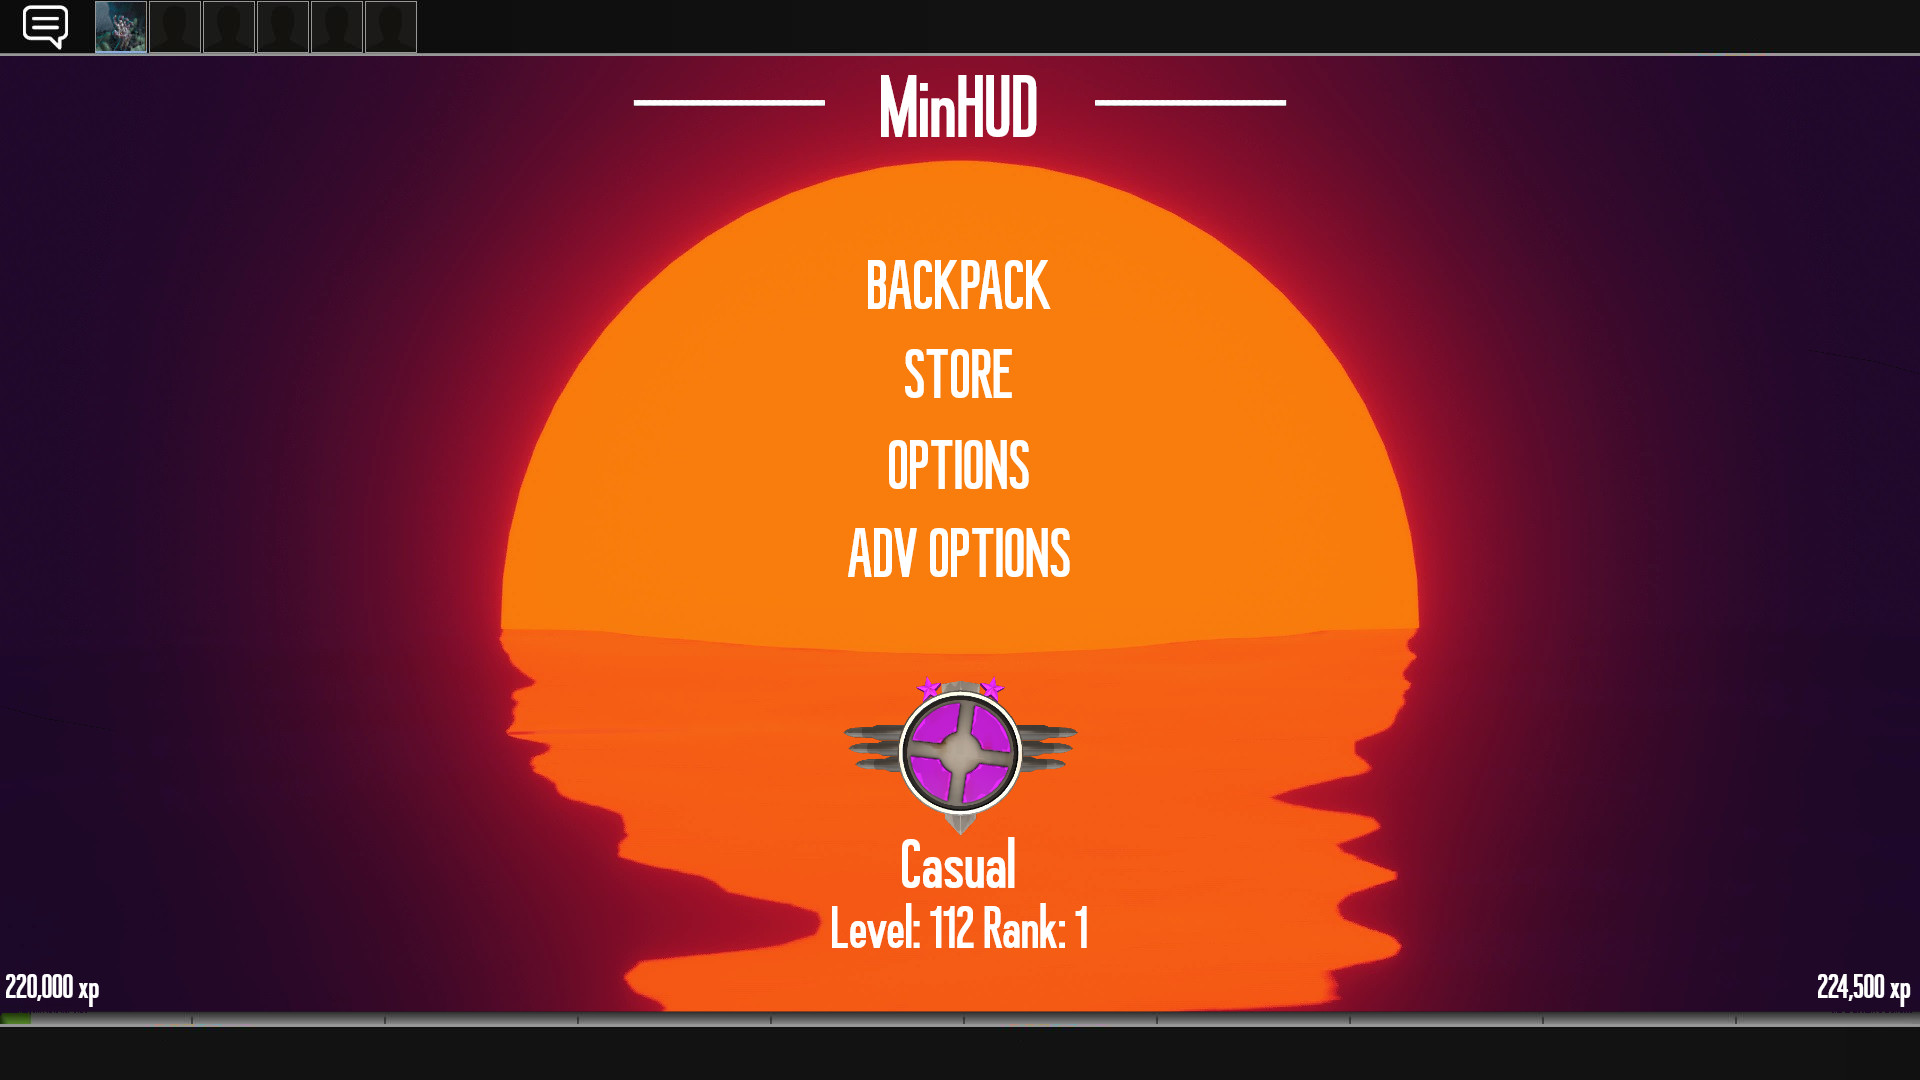 MinHUD
BACKPACK
STORE
OPTIONS
ADV OPTIONS
Casual
Level: 112 Rank: 1
220,000 xp
224,500 xp